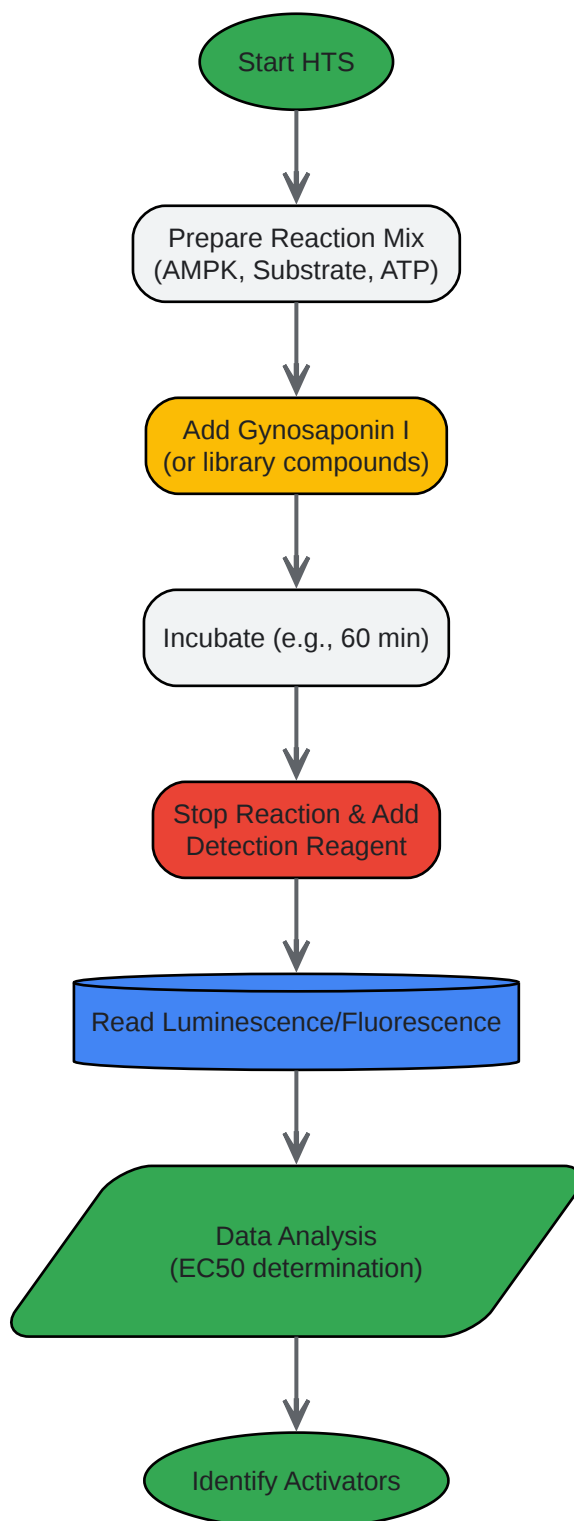 Start HTS
Prepare Reaction Mix
(AMPK, Substrate, ATP)
Add Gynosaponin I
(or library compounds)
Incubate (e.g., 60 min)
Stop Reaction & Add
Detection Reagent
Read Luminescence/Fluorescence
Data Analysis
(EC50 determination)
Identify Activators